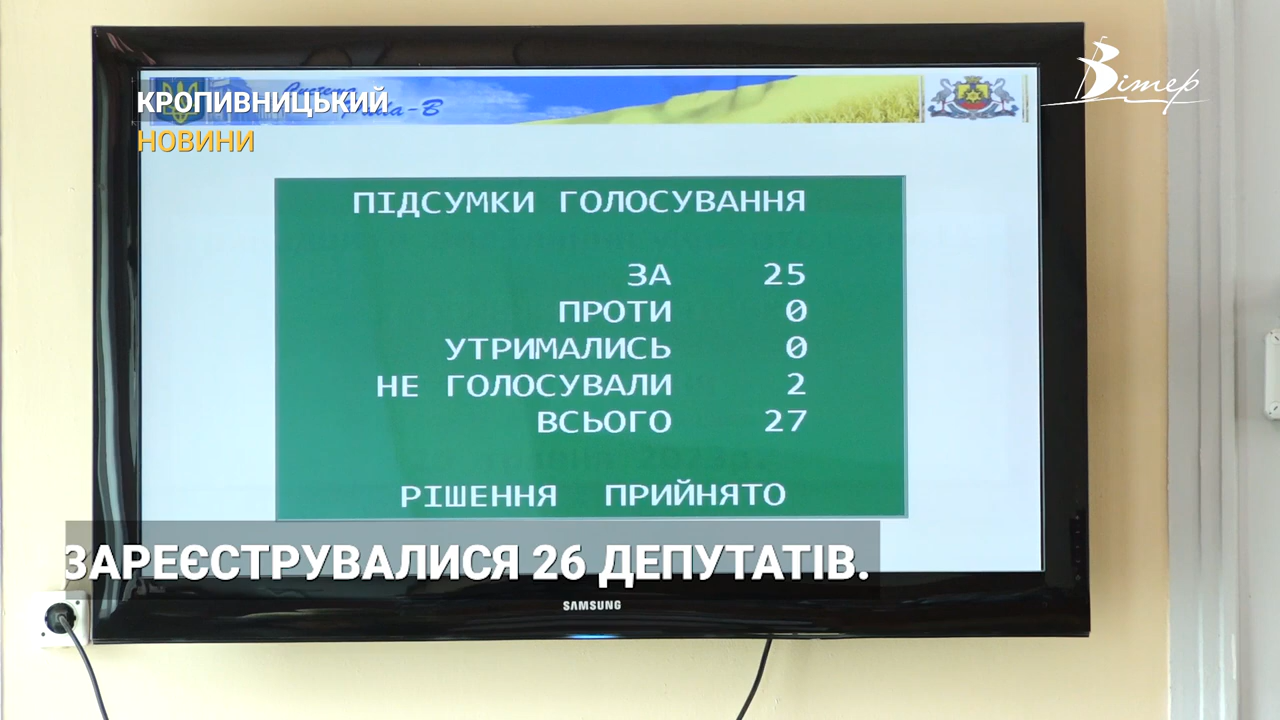 Вітер
КРОПИВНИЦЬКИЙ
НОВИНИ
ПІДСУМКИ ГОЛОСУВАННЯ
ЗА 25
ПРОТИ 0
УТРИМАЛИСЬ 0
НЕ ГОЛОСУВАЛИ 2
ВСЬОГО 27
РІШЕННЯ ПРИЙНЯТО
ЗАРЕЄСТРУВАЛИСЯ 26 ДЕПУТАТІВ.
SAMSUNG